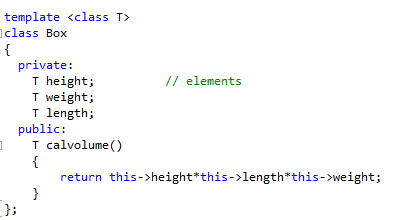 template <class T>
class Box
{
  private:
    T height;          // elements
    T weight;
    T length;
  public:
    T calvolume()
    {
        return this->height*this->length*this->weight;
    }
};